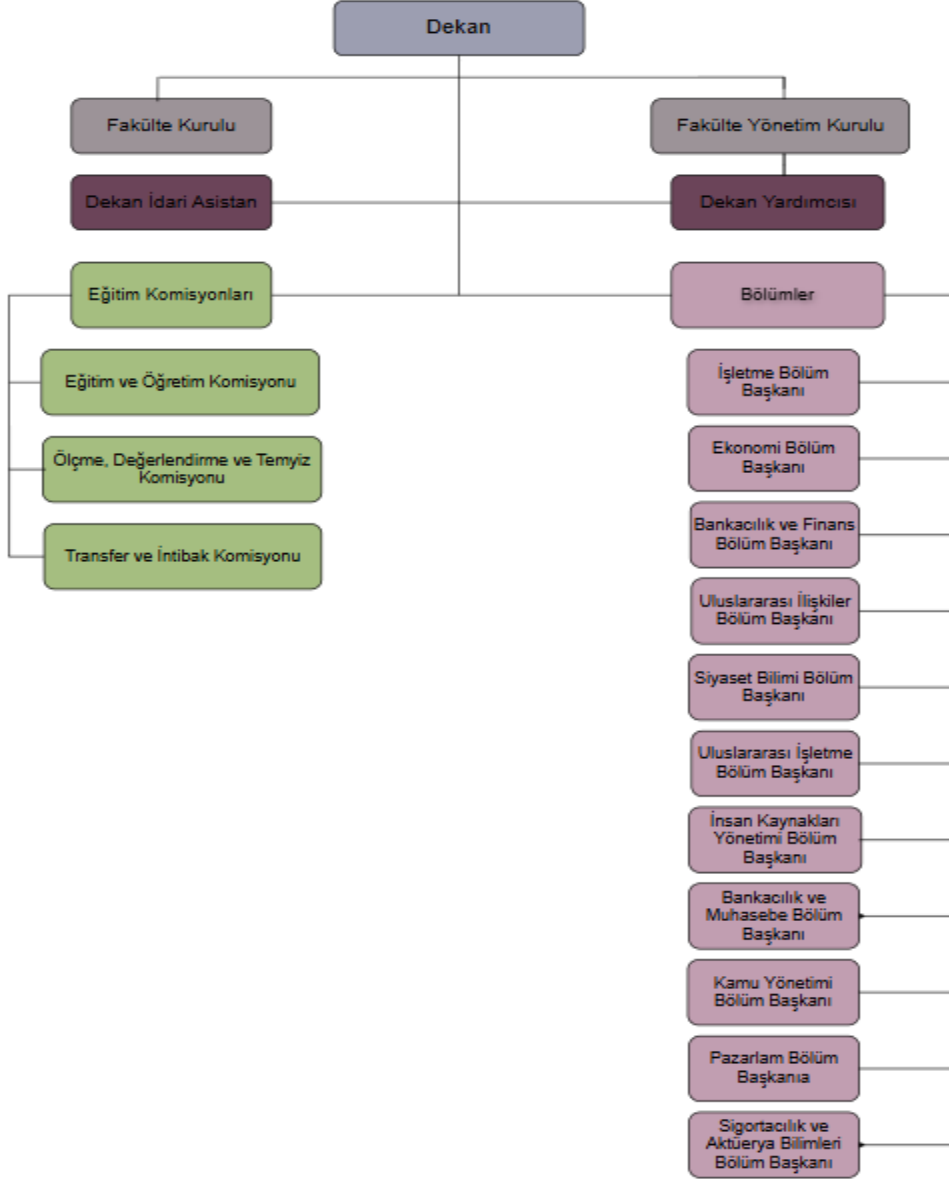 Dekan
Fakülte Kurulu
Fakülte Yönetim Kurulu
Dekan İdari Asistan
Dekan Yardımcısı
Eğitim Komisyonları
Bölümler
Eğitim ve Öğretim Komisyonu
Ölçme, Değerlendirme ve Temyiz
Komisyonu
Transfer ve İntibak Komisyonu
İşletme Bölüm
Başkanı
Ekonomi Bölüm
Başkanı
Bankacılık ve Finans
Bölüm Başkanı
Uluslararası İlişkiler
Bölüm Başkanı
Siyaset Bilimi Bölüm
Başkanı
Uluslararası İşletme
Bölüm Başkanı
İnsan Kaynakları
Yönetimi Bölüm
Başkanı
Bankacılık ve
Muhasebe Bölüm
Başkanı
Kamu Yönetimi
Bölüm Başkanı
Pazarlam Bölüm
Başkanıa
Sigortacılık ve
Aktüerya Bilimleri
Bölüm Başkanı